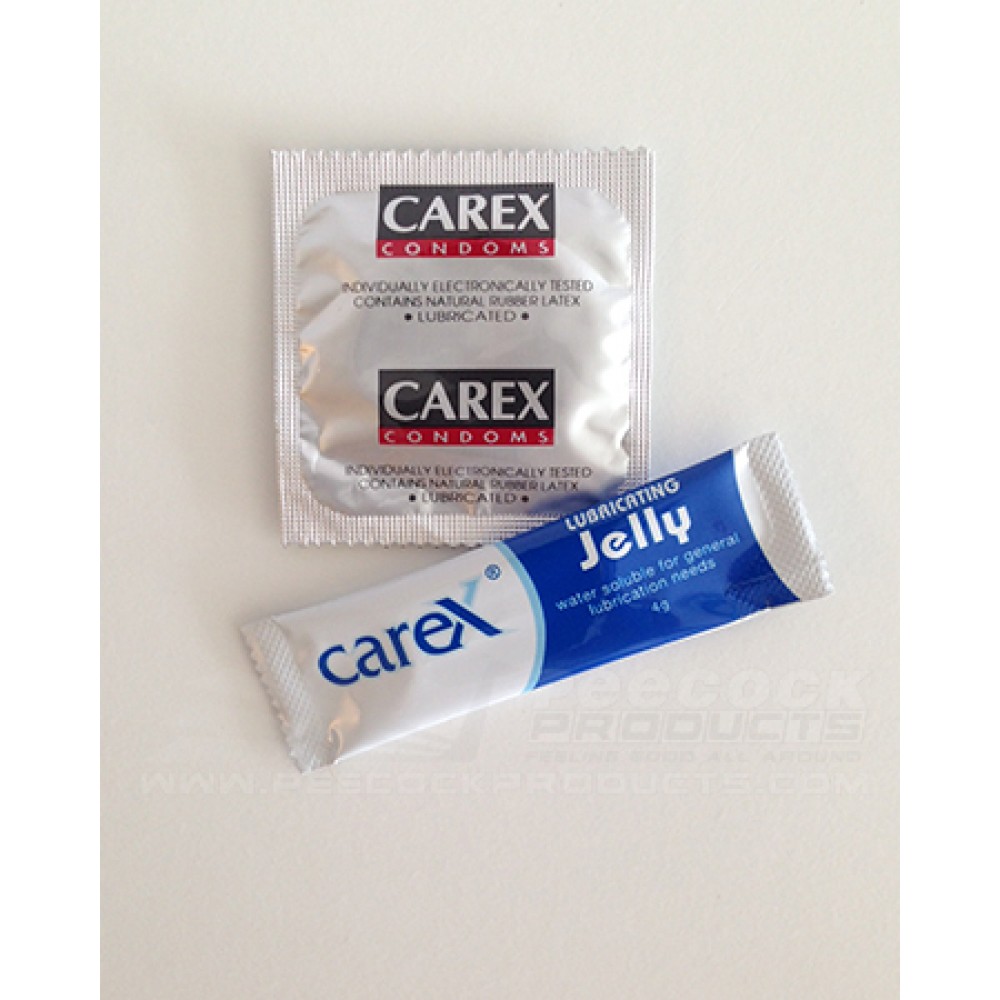 CAREX
CONDOMS
INDIVIDUALLY ELECTRONICALLY TESTED
CONTAINS NATURAL RUBBER LATEX
• LUBRICATED •
CAREX
CONDOMS
INDIVIDUALLY ELECTRONICALLY TESTED
CONTAINS NATURAL RUBBER LATEX
• LUBRICATED •
LUBRICATING
Jelly
water soluble for general
lubrication needs
4g
carex®
PEECOCK
PRODUCTS
FEELING GOOD ALL AROUND
WWW.PEECOCKPRODUCTS.COM